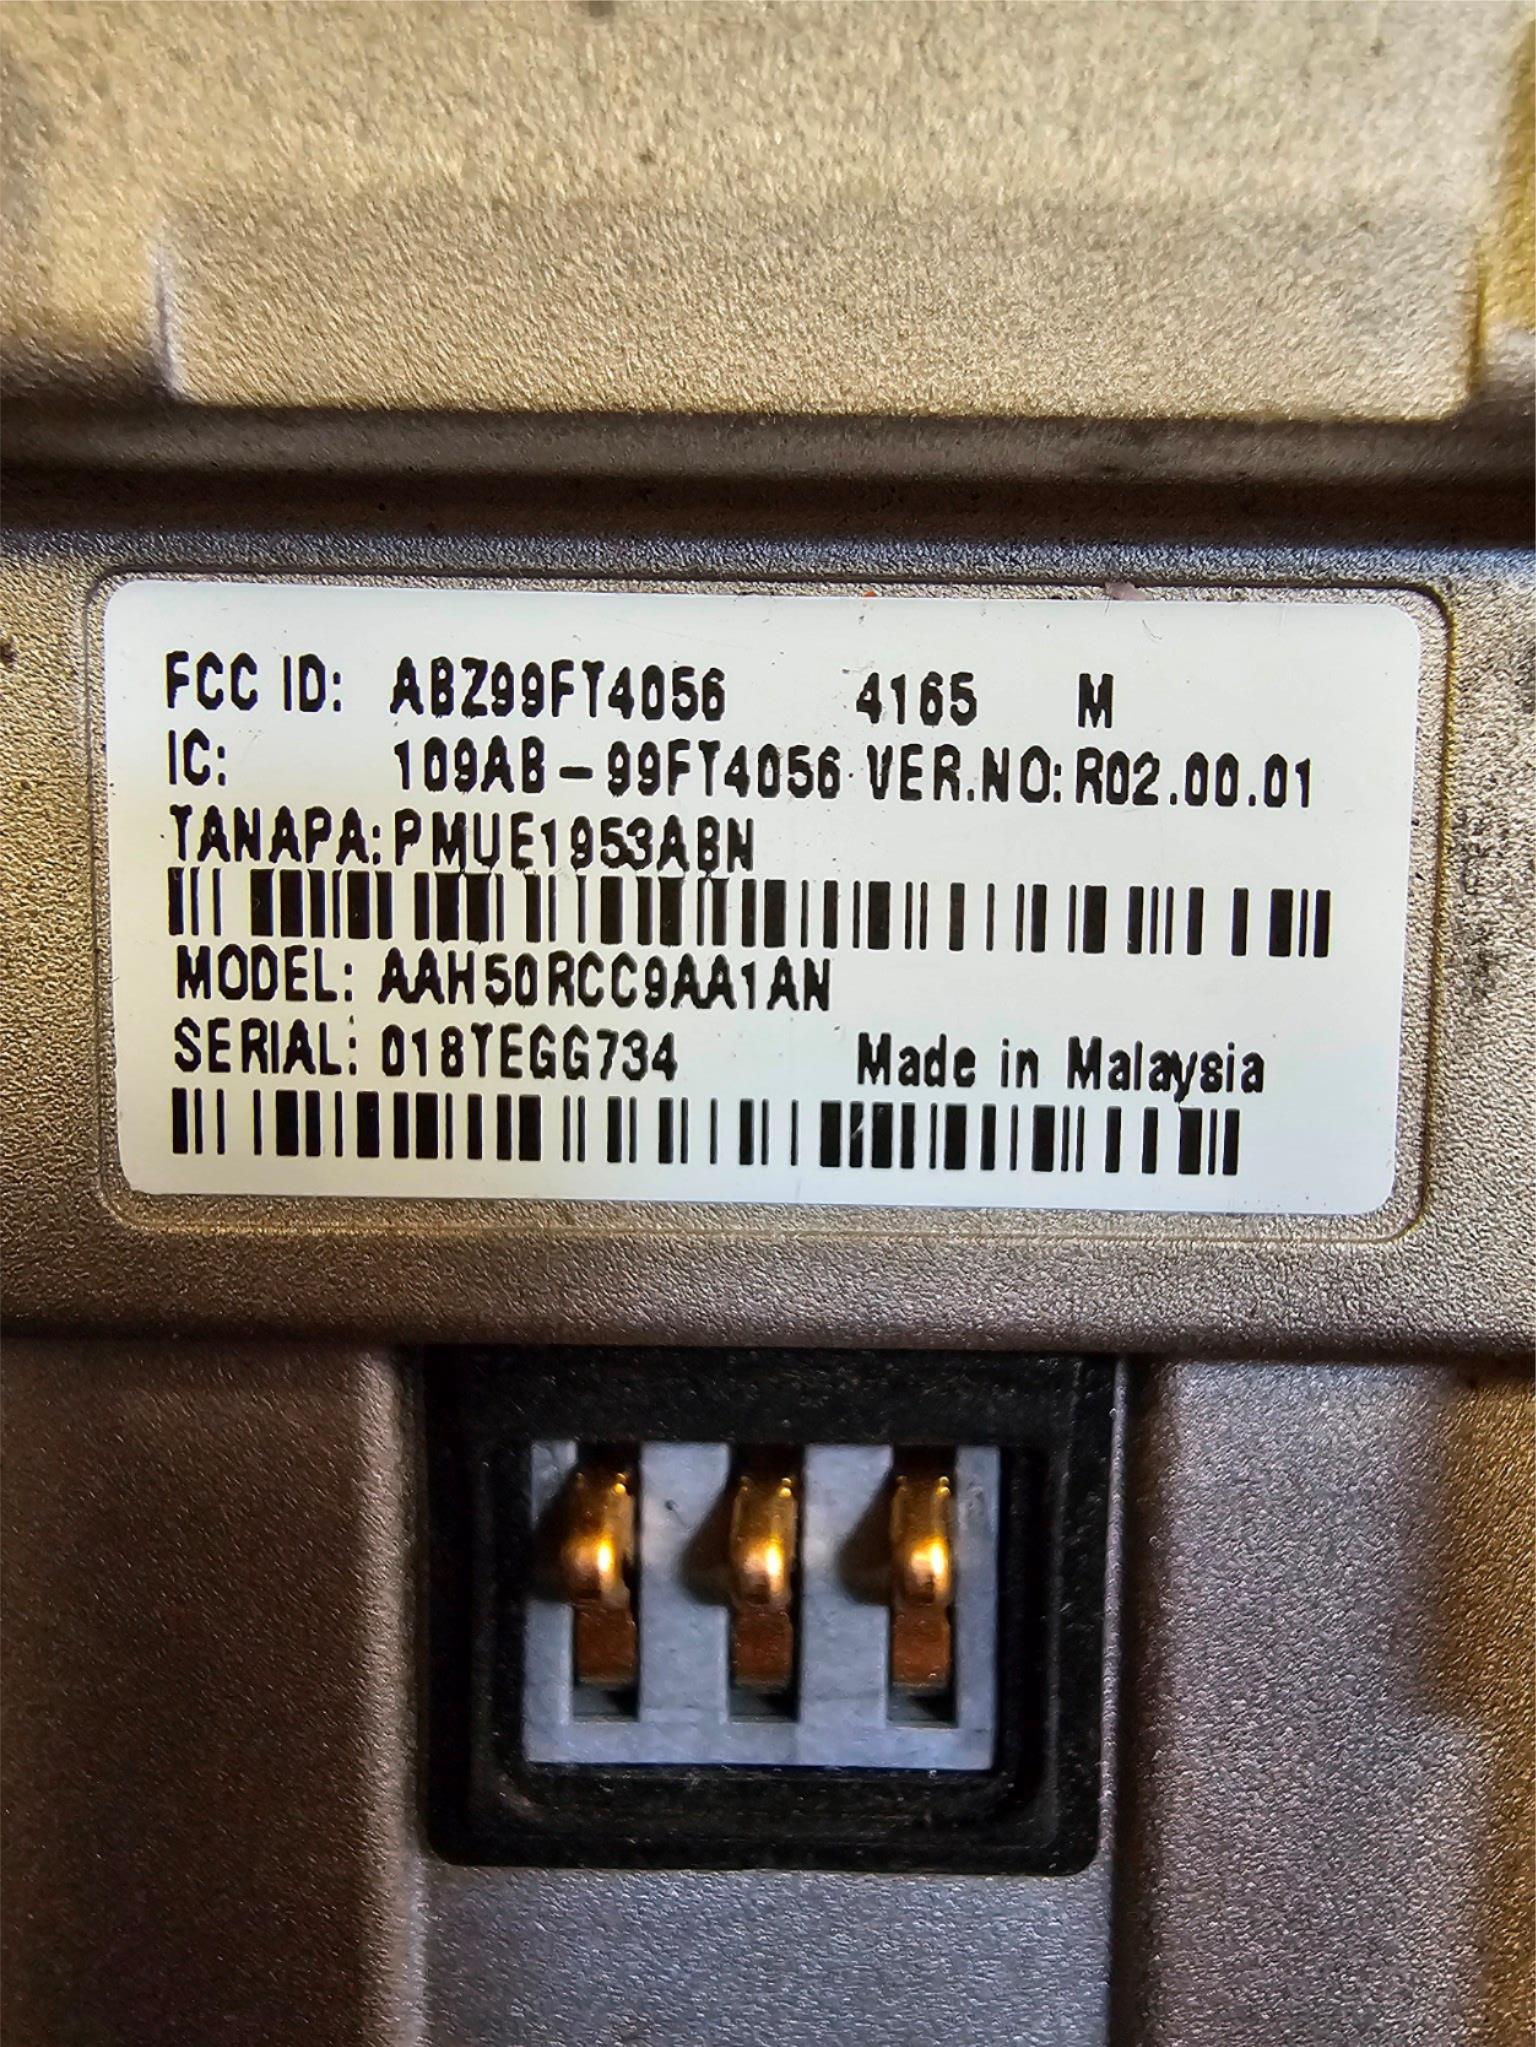 FCC ID: ABZ99FT4056 4165 M
IC: 109AB-99FT4056 VER.NO: R02.00.01
TANAPA: PMUE1953ABN
MODEL: AAH50RCC9AA1AN
SERIAL: 018TEGG734 Made in Malaysia